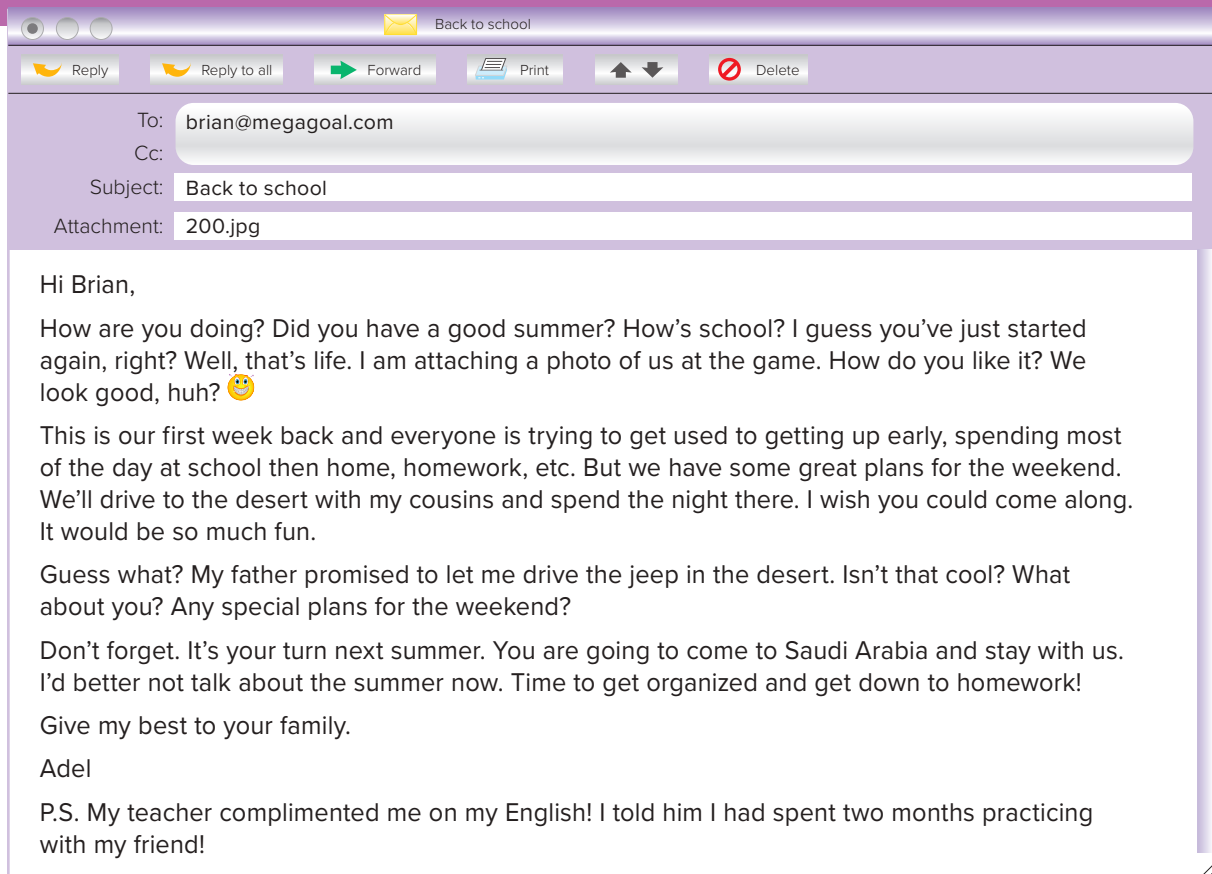 Back to school
Reply
Reply to all
Forward
Print
Delete
To: brian@megagoal.com
Cc:
Subject: Back to school
Attachment: 200.jpg
Hi Brian,
How are you doing? Did you have a good summer? How's school? I guess you've just started
again, right? Well, that's life. I am attaching a photo of us at the game. How do you like it? We
look good, huh?
This is our first week back and everyone is trying to get used to getting up early, spending most
of the day at school then home, homework, etc. But we have some great plans for the weekend.
We'll drive to the desert with my cousins and spend the night there. I wish you could come along.
It would be so much fun.
Guess what? My father promised to let me drive the jeep in the desert. Isn't that cool? What
about you? Any special plans for the weekend?
Don't forget. It's your turn next summer. You are going to come to Saudi Arabia and stay with us.
I'd better not talk about the summer now. Time to get organized and get down to homework!
Give my best to your family.
Adel
P.S. My teacher complimented me on my English! I told him I had spent two months practicing
with my friend!